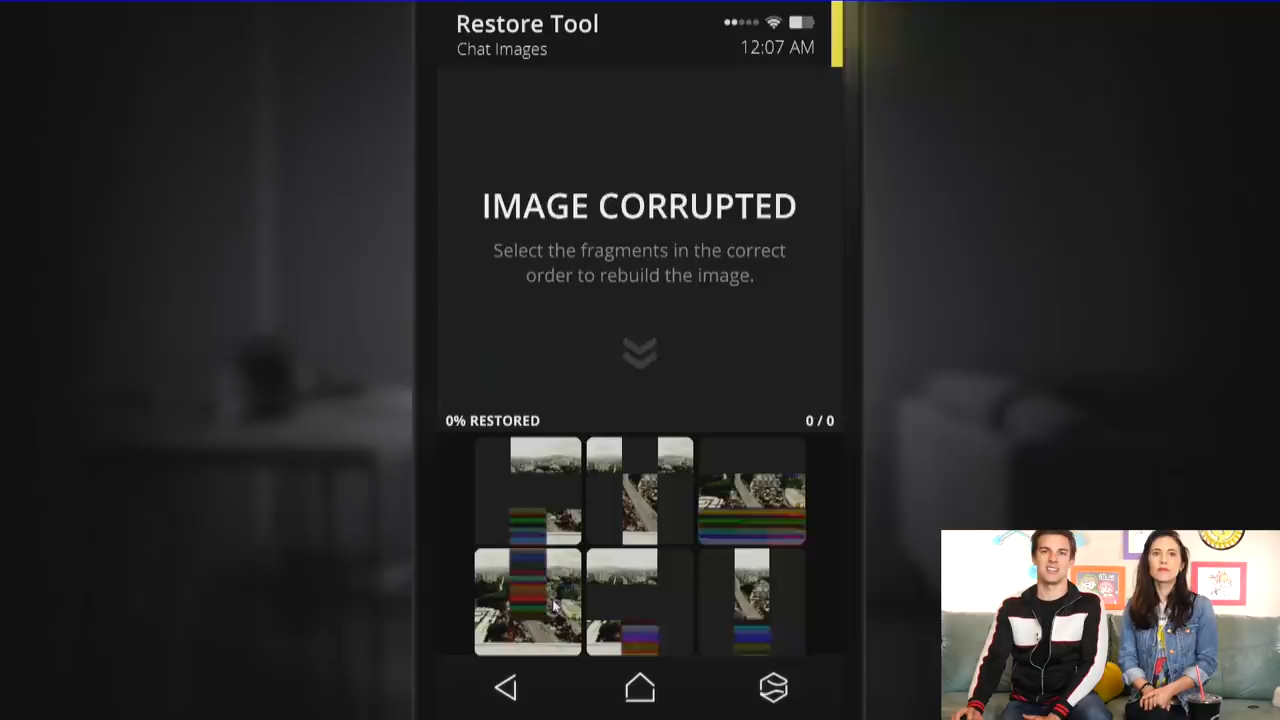 Restore Tool
Chat Images
12:07 AM
IMAGE CORRUPTED
Select the fragments in the correct
order to rebuild the image.
0% RESTORED
0 / 0